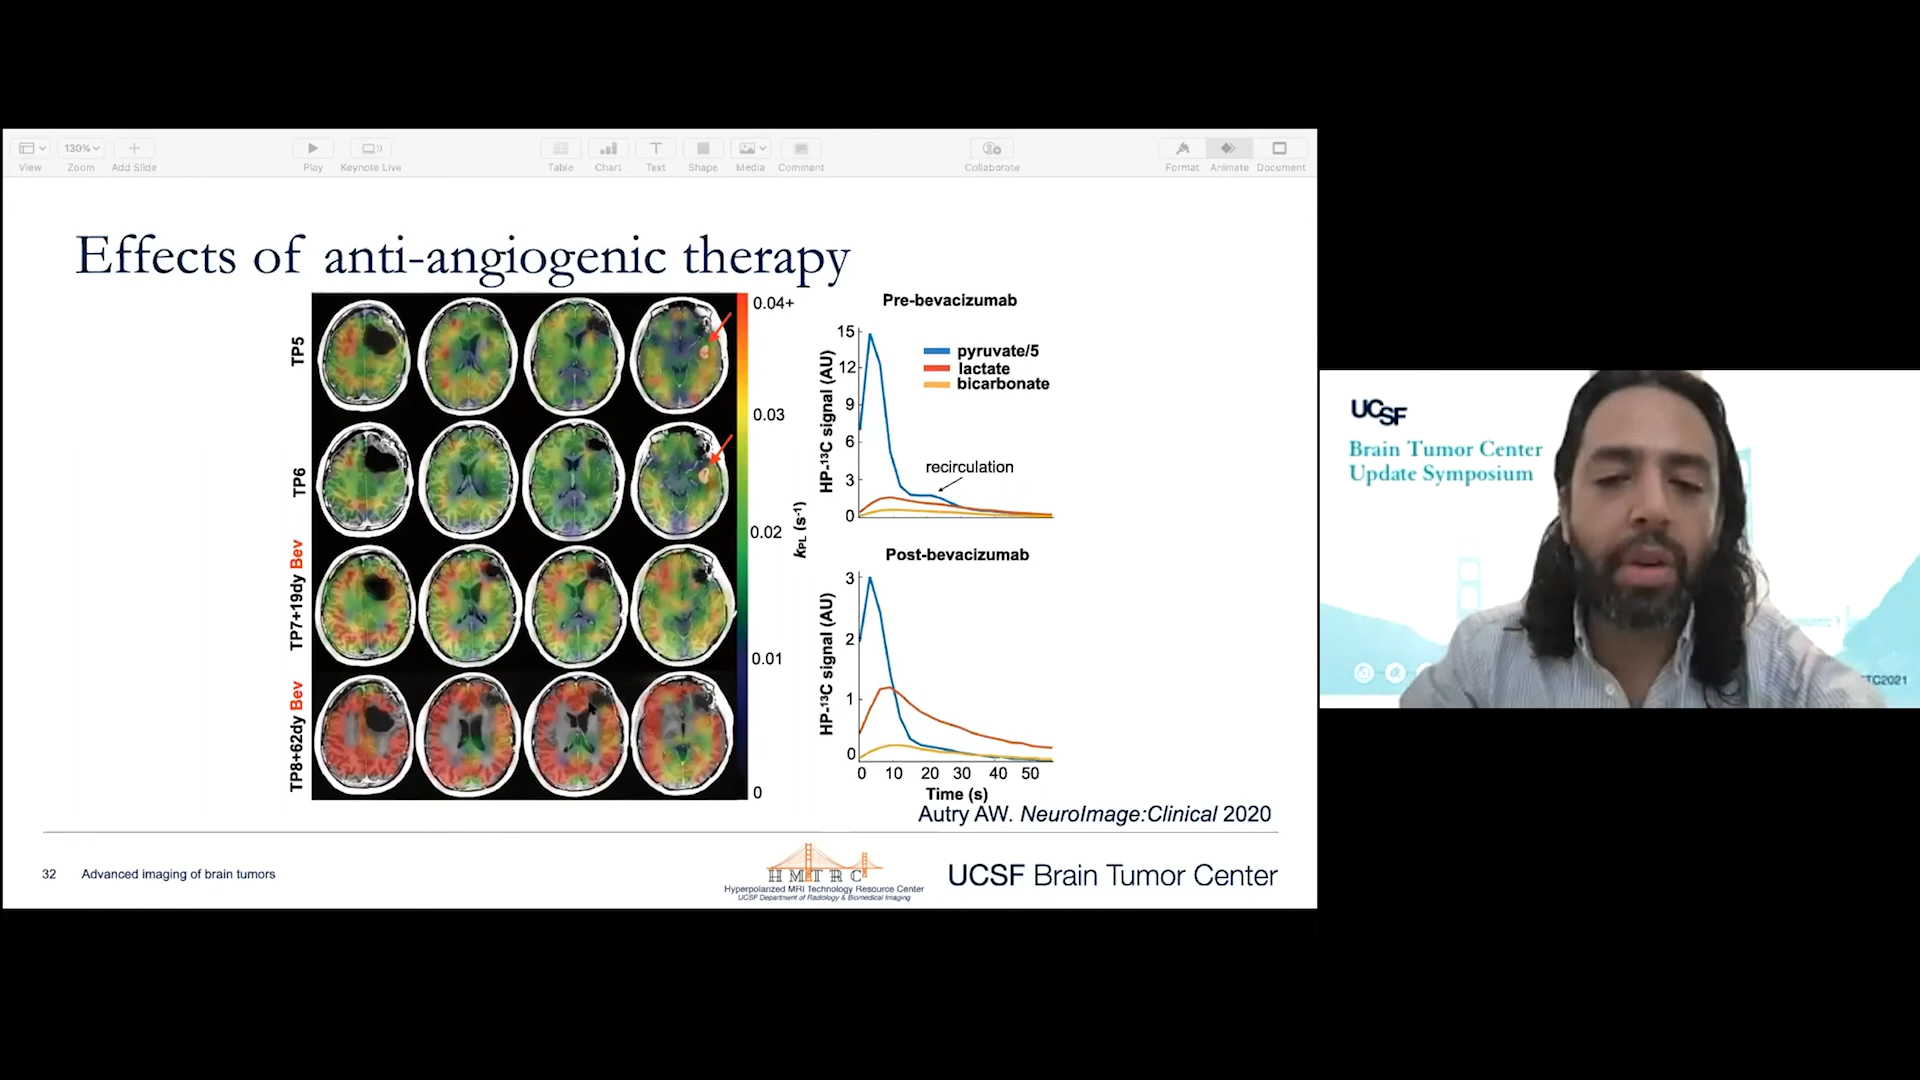 View
130%
Zoom
Add Slide
Play
Keynote Live
Table
Chart
Text
Shape
Media
Comment
Collaborate
Format
Animate
Document
Effects of anti-angiogenic therapy
TP5
TP6
TP7+19dy Bev
TP8+62dy Bev
0.04+
0.03
0.02
0.01
0
kPL (s-1)
Pre-bevacizumab
HP-13C signal (AU)
15
12
9
6
3
0
pyruvate/5
lactate
bicarbonate
recirculation
Post-bevacizumab
HP-13C signal (AU)
3
2
1
0
0 10 20 30 40 50
Time (s)
Autry AW. NeuroImage:Clinical 2020
32 Advanced imaging of brain tumors
HMTRC
Hyperpolarized MRI Technology Resource Center
UCSF Department of Radiology & Biomedical Imaging
UCSF Brain Tumor Center
UCSF
Brain Tumor Center
Update Symposium
TC2021